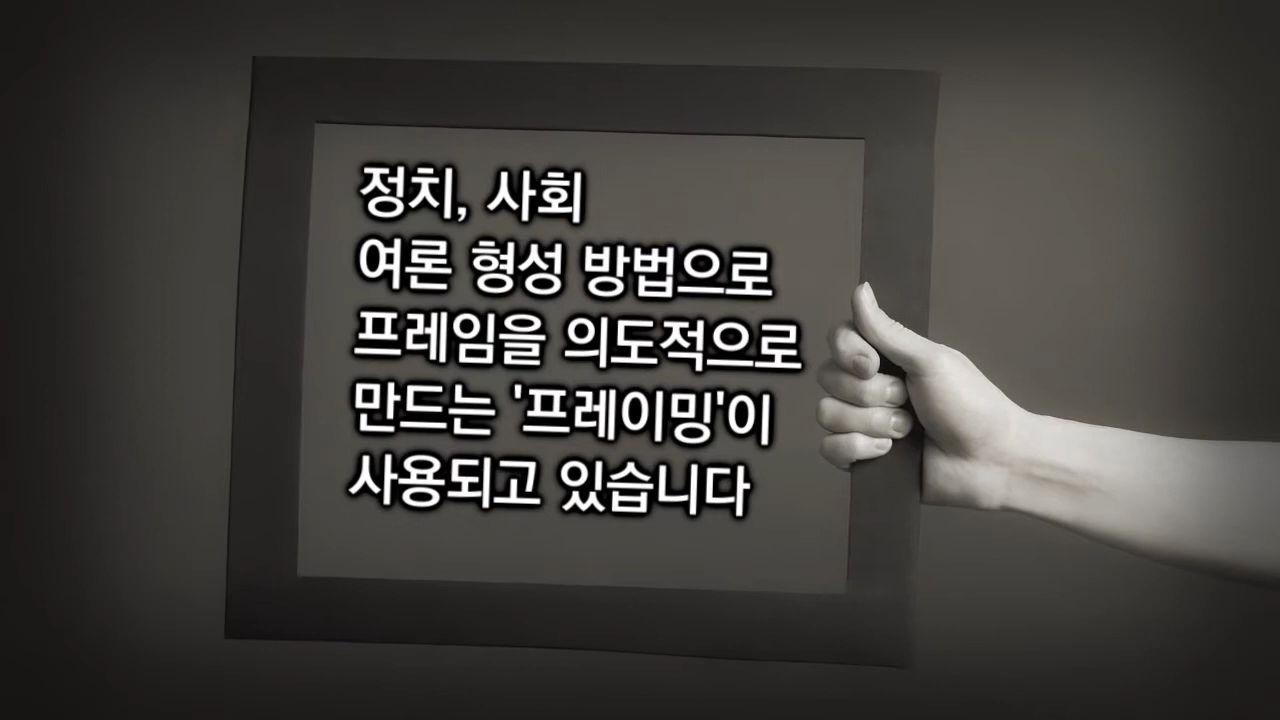 정치, 사회
여론 형성 방법으로
프레임을 의도적으로
만드는 '프레이밍'이
사용되고 있습니다